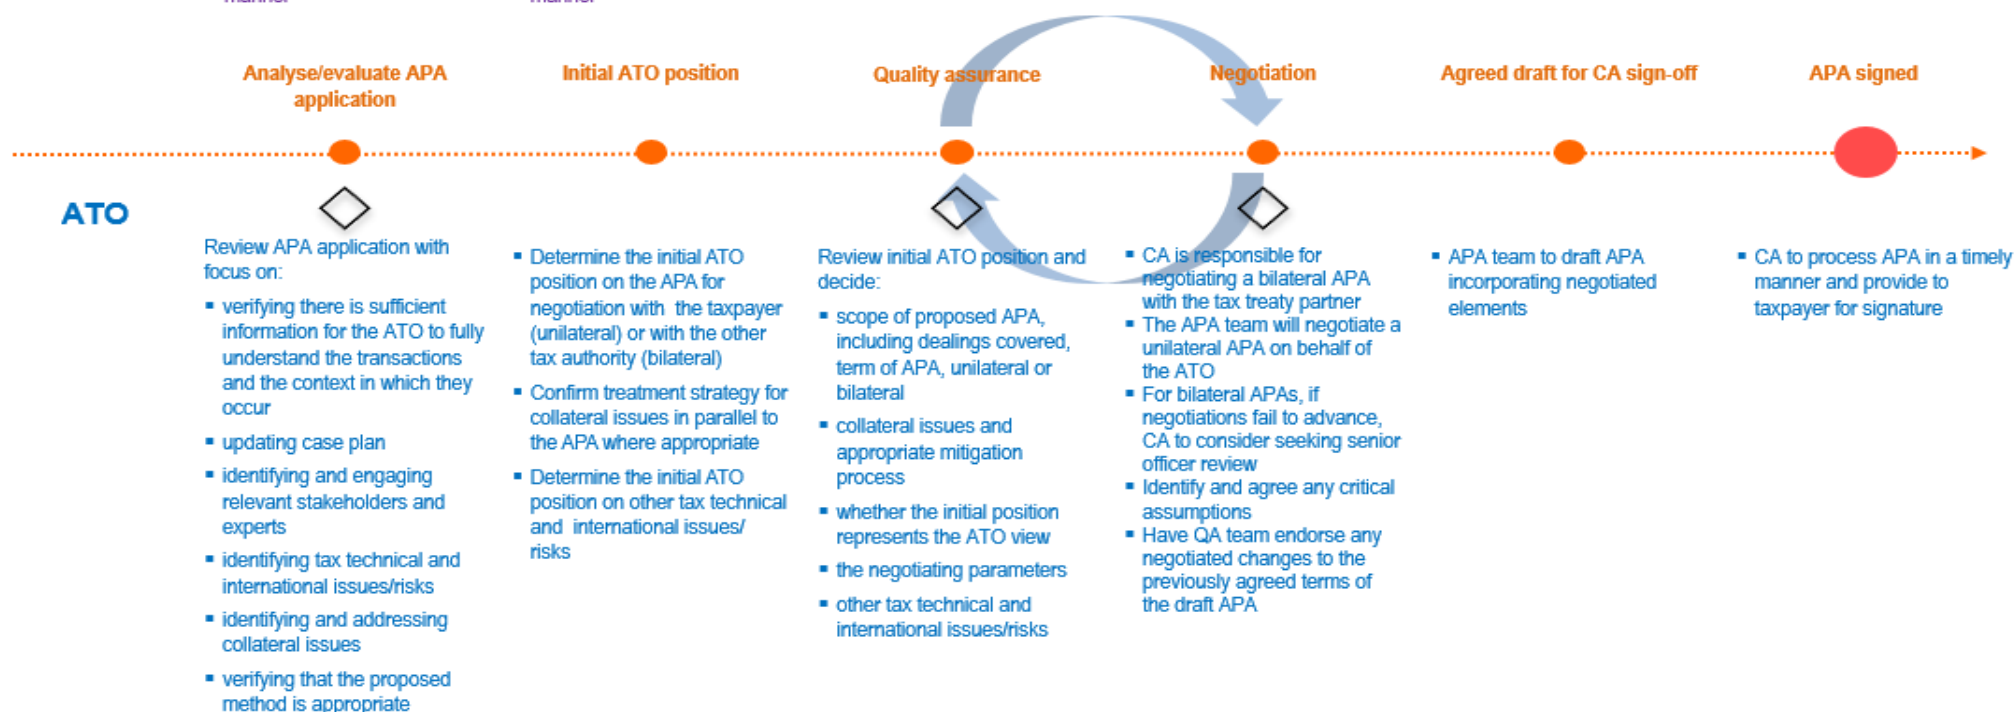 Analyse/evaluate APA
application
Initial ATO position
Quality assurance
Negotiation
Agreed draft for CA sign-off
APA signed
ATO
Review APA application with
focus on:
▪ verifying there is sufficient
information for the ATO to fully
understand the transactions
and the context in which they
occur
▪ updating case plan
▪ identifying and engaging
relevant stakeholders and
experts
▪ identifying tax technical and
international issues/risks
▪ identifying and addressing
collateral issues
▪ verifying that the proposed
method is appropriate
▪ Determine the initial ATO
position on the APA for
negotiation with the taxpayer
(unilateral) or with the other
tax authority (bilateral)
▪ Confirm treatment strategy for
collateral issues in parallel to
the APA where appropriate
▪ Determine the initial ATO
position on other tax technical
and international issues/
risks
Review initial ATO position and
decide:
▪ scope of proposed APA,
including dealings covered,
term of APA, unilateral or
bilateral
▪ collateral issues and
appropriate mitigation
process
▪ whether the initial position
represents the ATO view
▪ the negotiating parameters
▪ other tax technical and
international issues/risks
▪ CA is responsible for
negotiating a bilateral APA
with the tax treaty partner
▪ The APA team will negotiate a
unilateral APA on behalf of
the ATO
▪ For bilateral APAs, if
negotiations fail to advance,
CA to consider seeking senior
officer review
▪ Identify and agree any critical
assumptions
▪ Have QA team endorse any
negotiated changes to the
previously agreed terms of
the draft APA
▪ APA team to draft APA
incorporating negotiated
elements
▪ CA to process APA in a timely
manner and provide to
taxpayer for signature